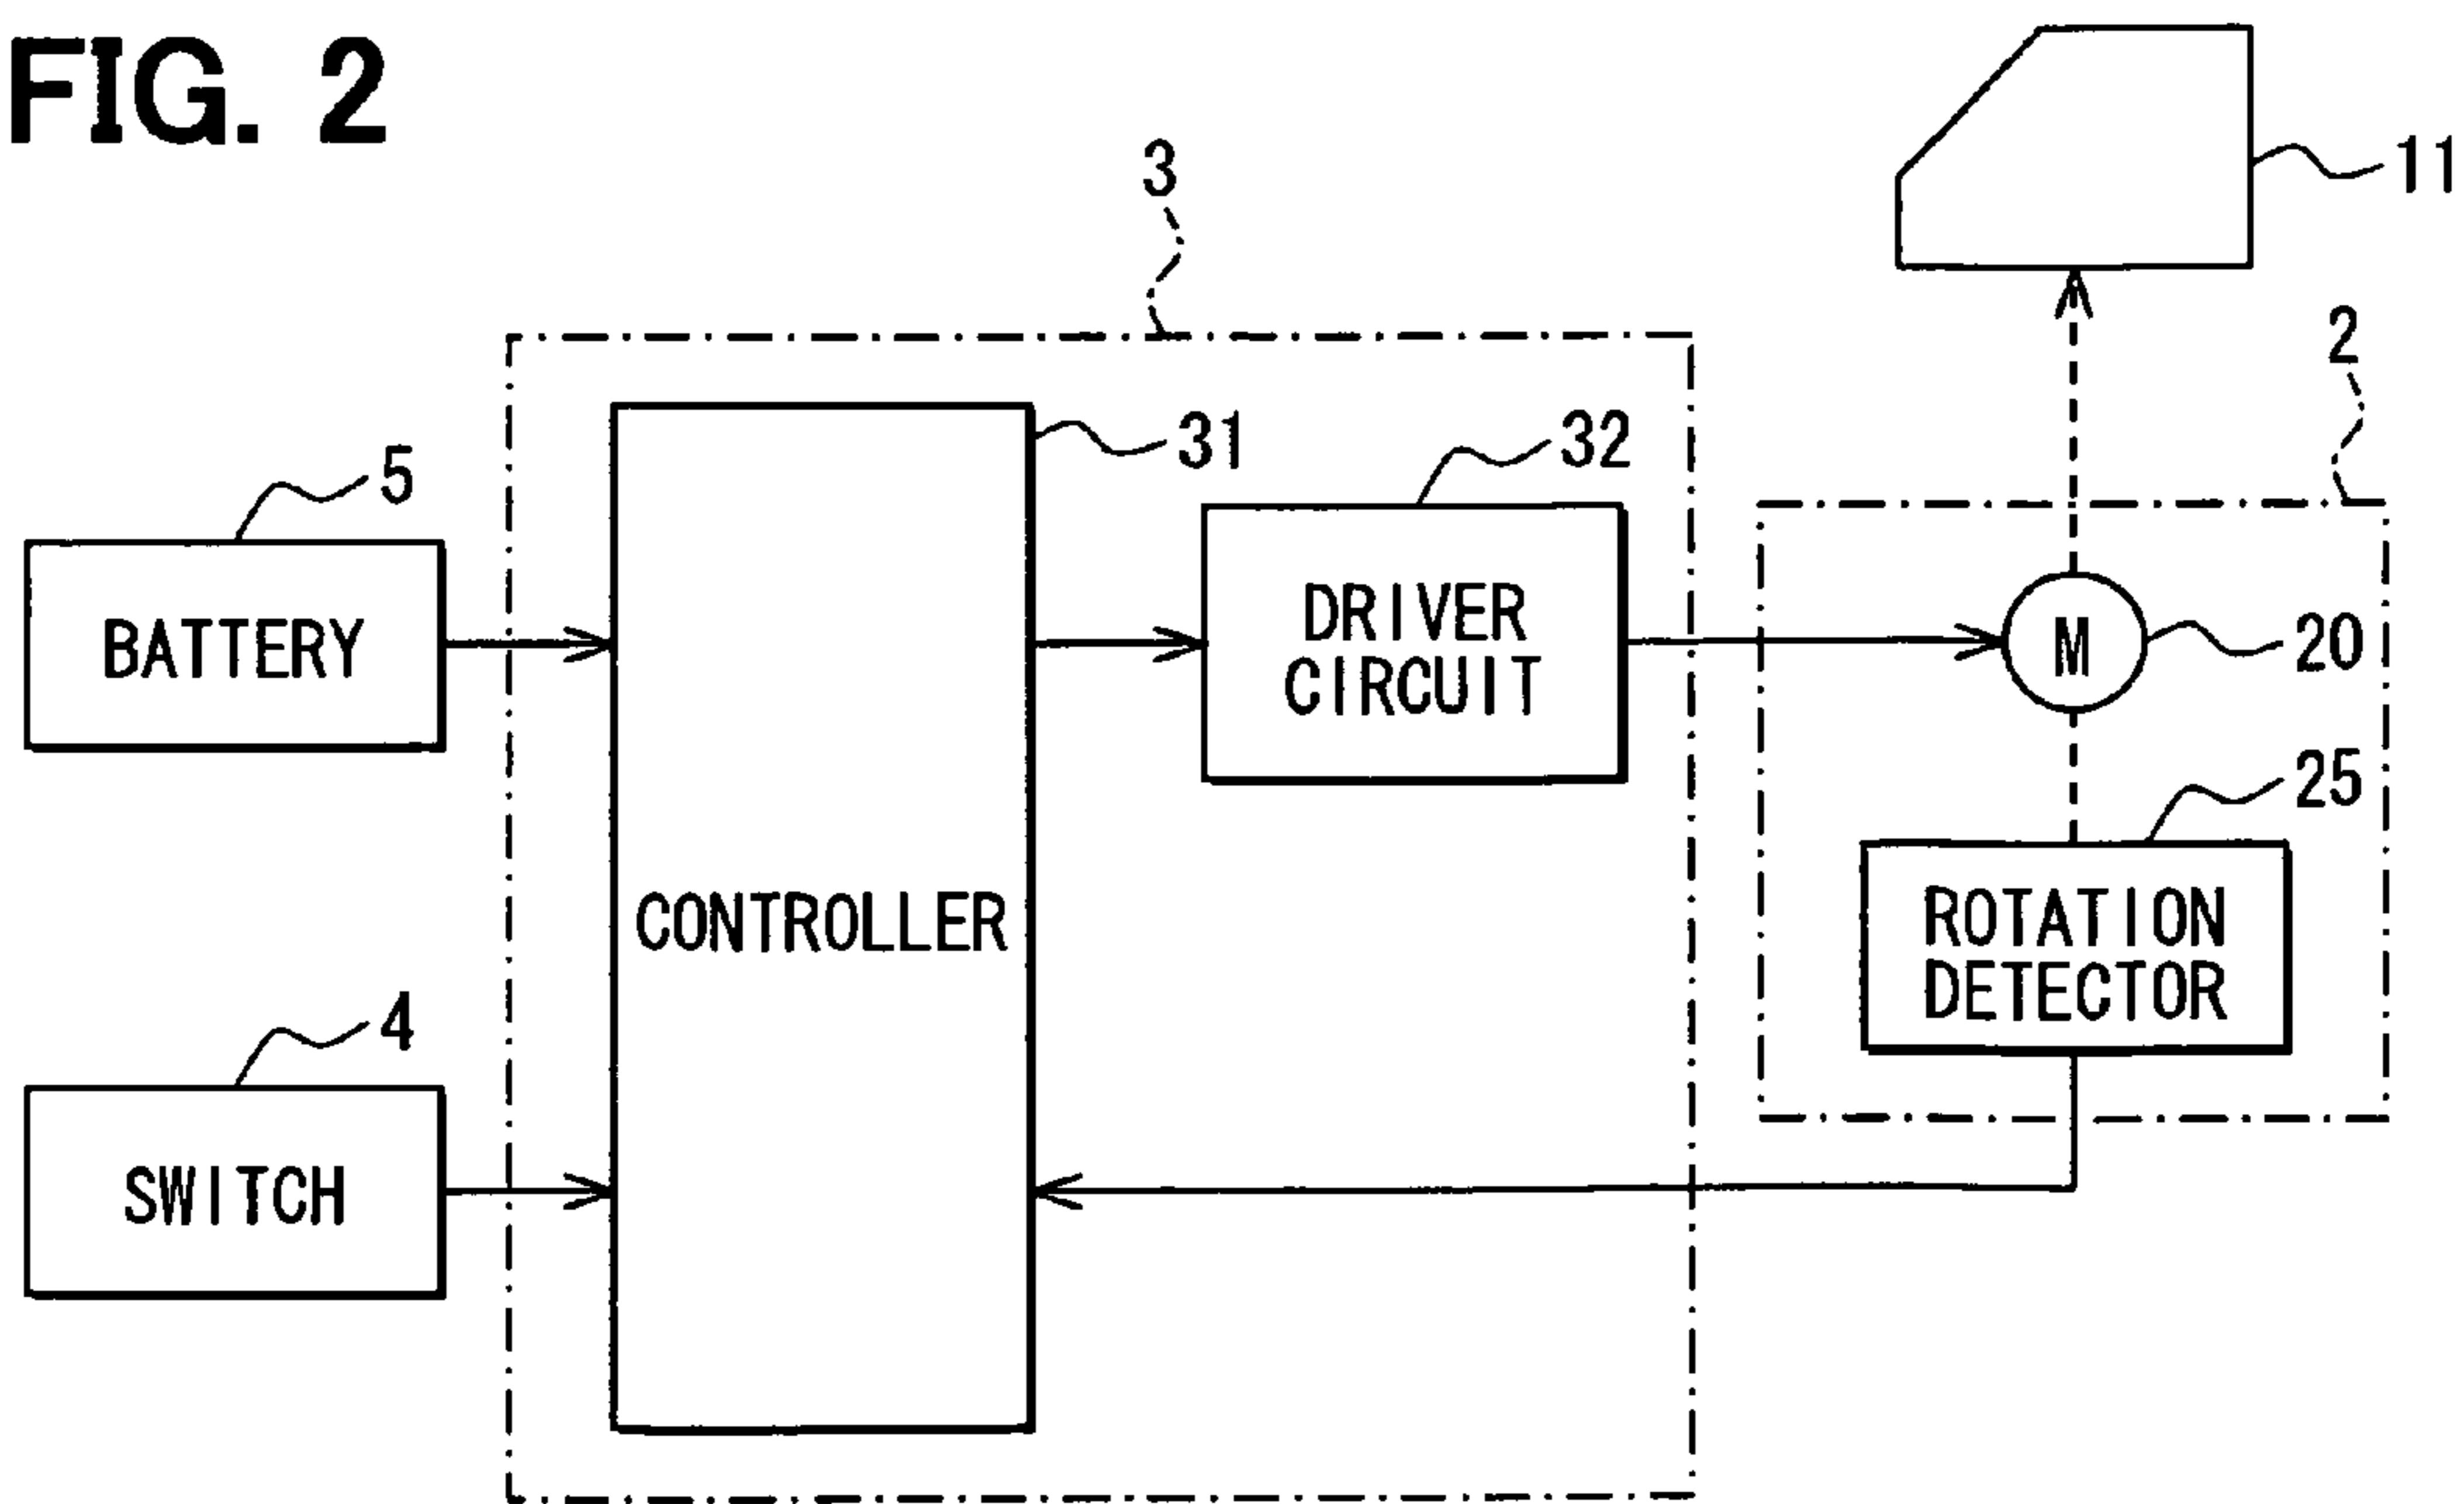 FIG. 2
11
3
2
31
32
5
BATTERY
DRIVER
CIRCUIT
M
20
25
CONTROLLER
ROTATION
DETECTOR
4
SWITCH